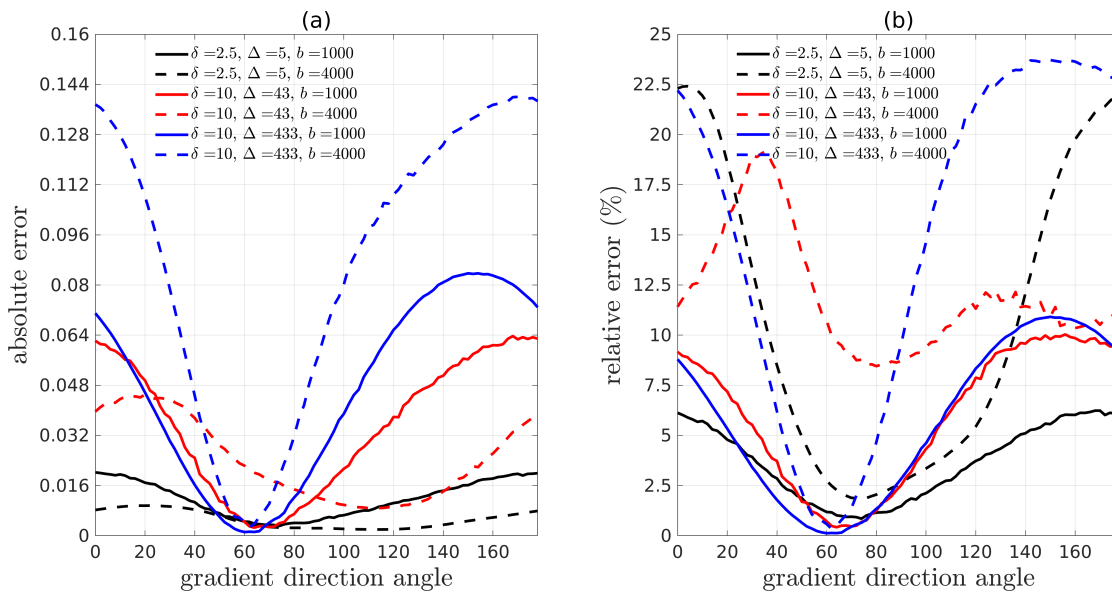 (a)
absolute error
0.16
0.144
0.128
0.112
0.096
0.08
0.064
0.048
0.032
0.016
0
δ =2.5, Δ =5, b =1000
δ =2.5, Δ =5, b =4000
δ =10, Δ =43, b =1000
δ =10, Δ =43, b =4000
δ =10, Δ =433, b =1000
δ =10, Δ =433, b =4000
0 20 40 60 80 100 120 140 160
gradient direction angle
(b)
relative error (%)
25
22.5
20
17.5
15
12.5
10
7.5
5
2.5
0
δ =2.5, Δ =5, b =1000
δ =2.5, Δ =5, b =4000
δ =10, Δ =43, b =1000
δ =10, Δ =43, b =4000
δ =10, Δ =433, b =1000
δ =10, Δ =433, b =4000
0 20 40 60 80 100 120 140 160
gradient direction angle